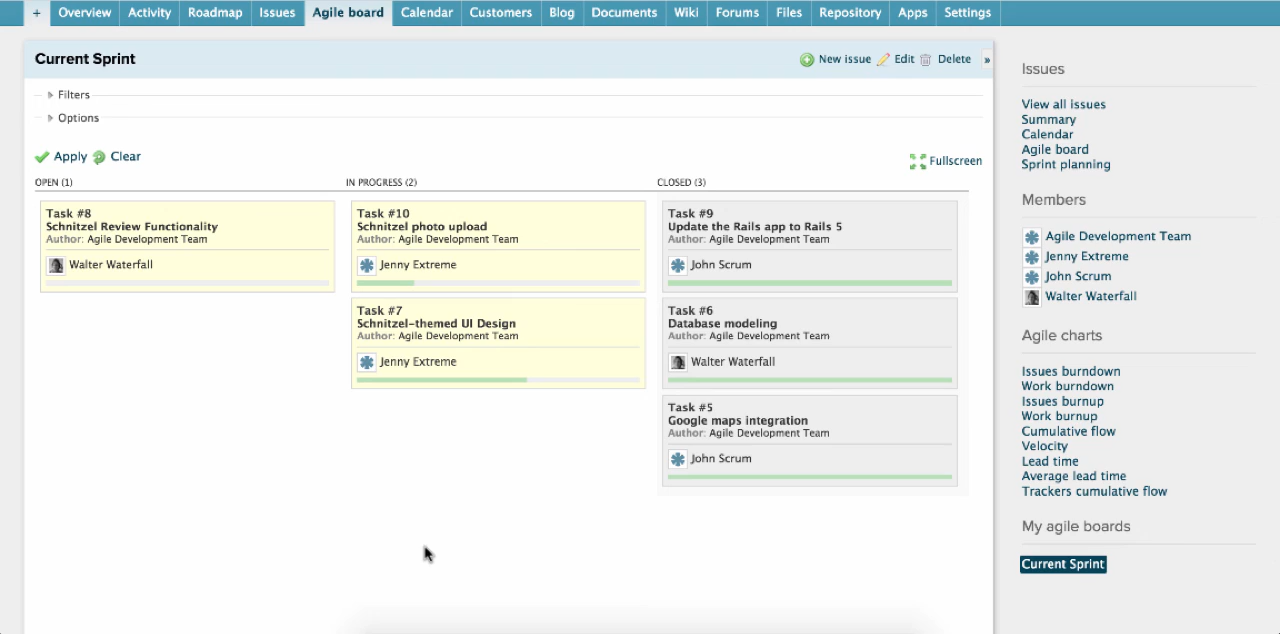 + Overview Activity Roadmap Issues Agile board Calendar Customers Blog Documents Wiki Forums Files Repository Apps Settings
Current Sprint
New issue Edit Delete »
Filters
Options
Apply Clear
Fullscreen
OPEN (1)
Task #8
Schnitzel Review Functionality
Author: Agile Development Team
Walter Waterfall
IN PROGRESS (2)
Task #10
Schnitzel photo upload
Author: Agile Development Team
Jenny Extreme
Task #7
Schnitzel-themed UI Design
Author: Agile Development Team
Jenny Extreme
CLOSED (3)
Task #9
Update the Rails app to Rails 5
Author: Agile Development Team
John Scrum
Task #6
Database modeling
Author: Agile Development Team
Walter Waterfall
Task #5
Google maps integration
Author: Agile Development Team
John Scrum
Issues
View all issues
Summary
Calendar
Agile board
Sprint planning
Members
Agile Development Team
Jenny Extreme
John Scrum
Walter Waterfall
Agile charts
Issues burndown
Work burndown
Issues burnup
Work burnup
Cumulative flow
Velocity
Lead time
Average lead time
Trackers cumulative flow
My agile boards
Current Sprint